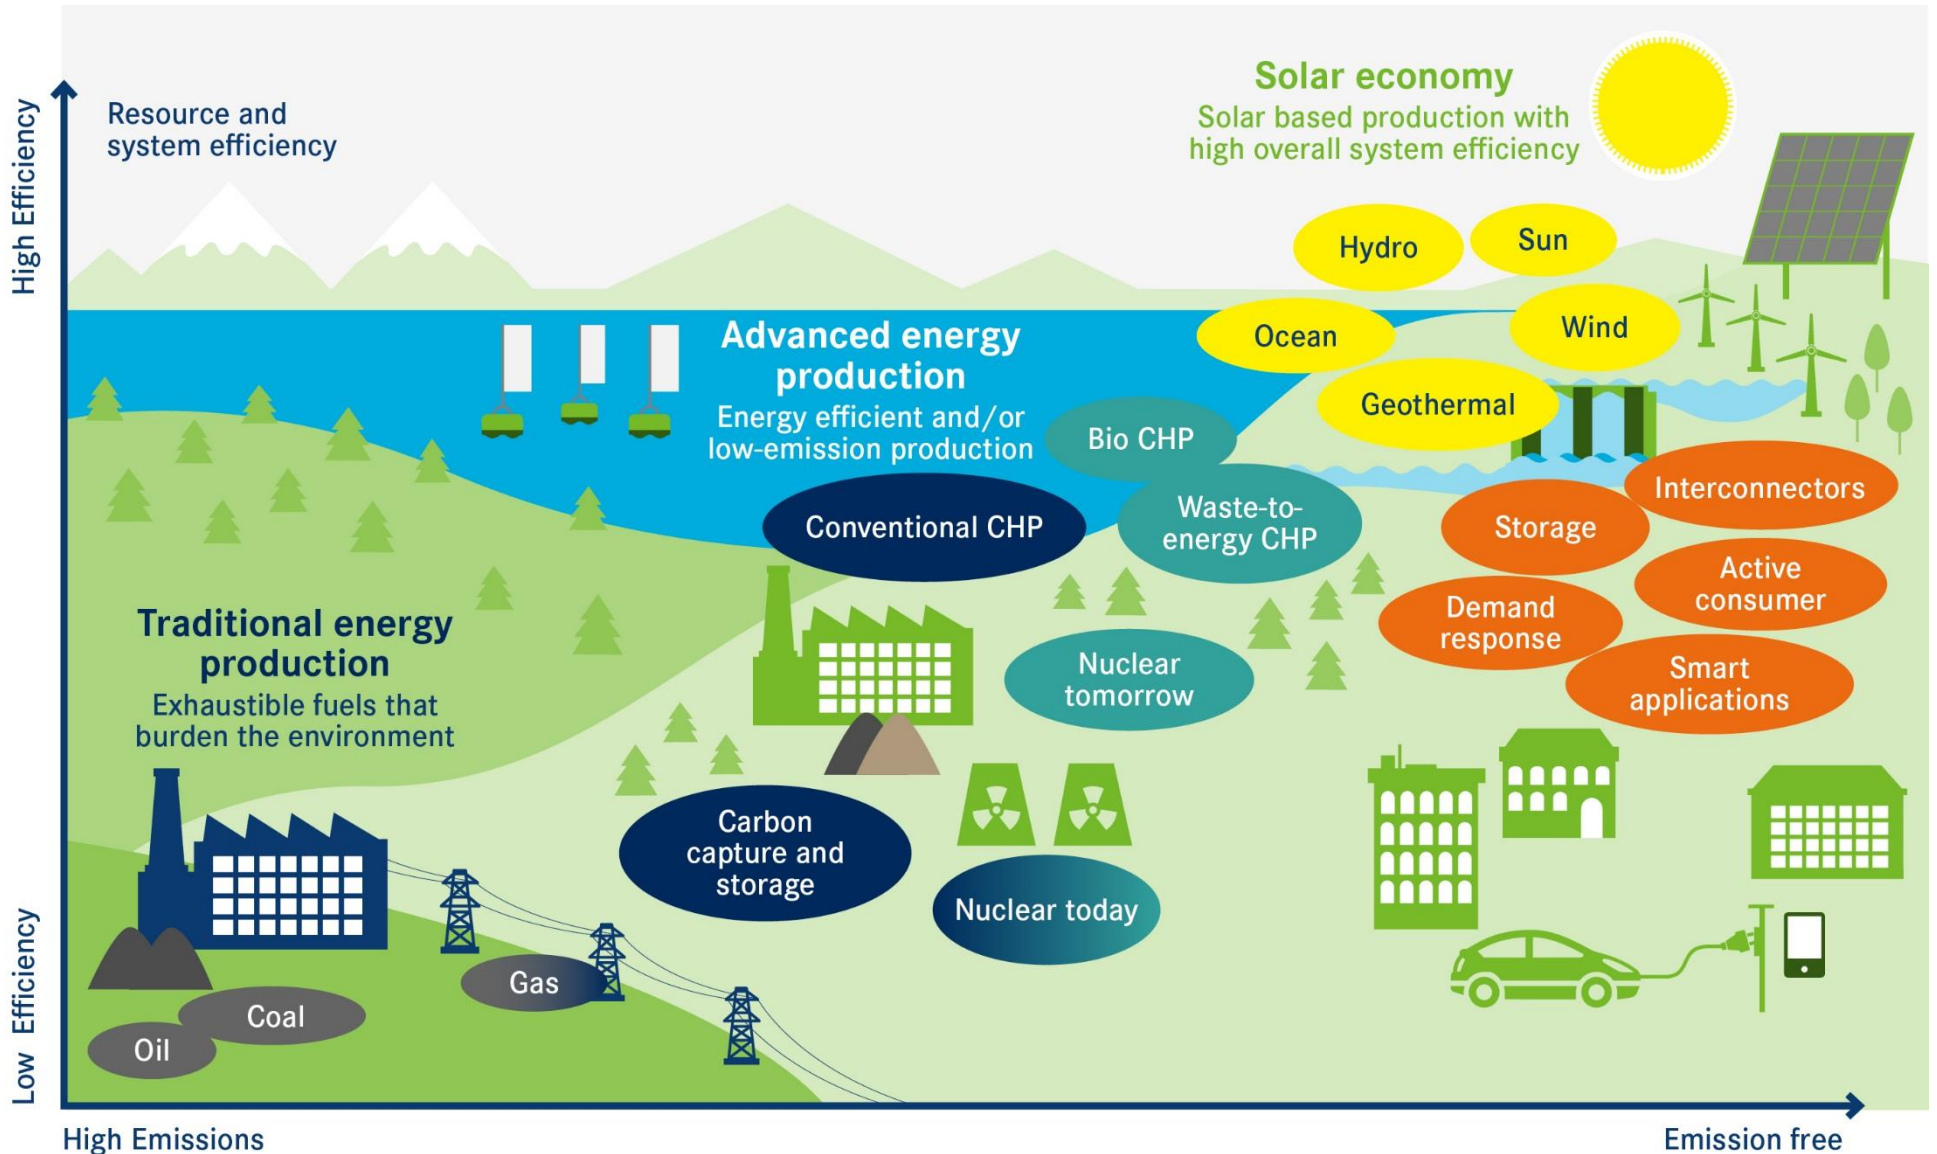 High Efficiency
Resource and
system efficiency
Solar economy
Solar based production with
high overall system efficiency
Hydro
Sun
Ocean
Wind
Geothermal
Advanced energy
production
Energy efficient and/or
low-emission production
Bio CHP
Conventional CHP
Waste-to-
energy CHP
Interconnectors
Storage
Active
consumer
Demand
response
Smart
applications
Nuclear
tomorrow
Traditional energy
production
Exhaustible fuels that
burden the environment
Carbon
capture and
storage
Nuclear today
Gas
Coal
Oil
Low Efficiency
High Emissions
Emission free